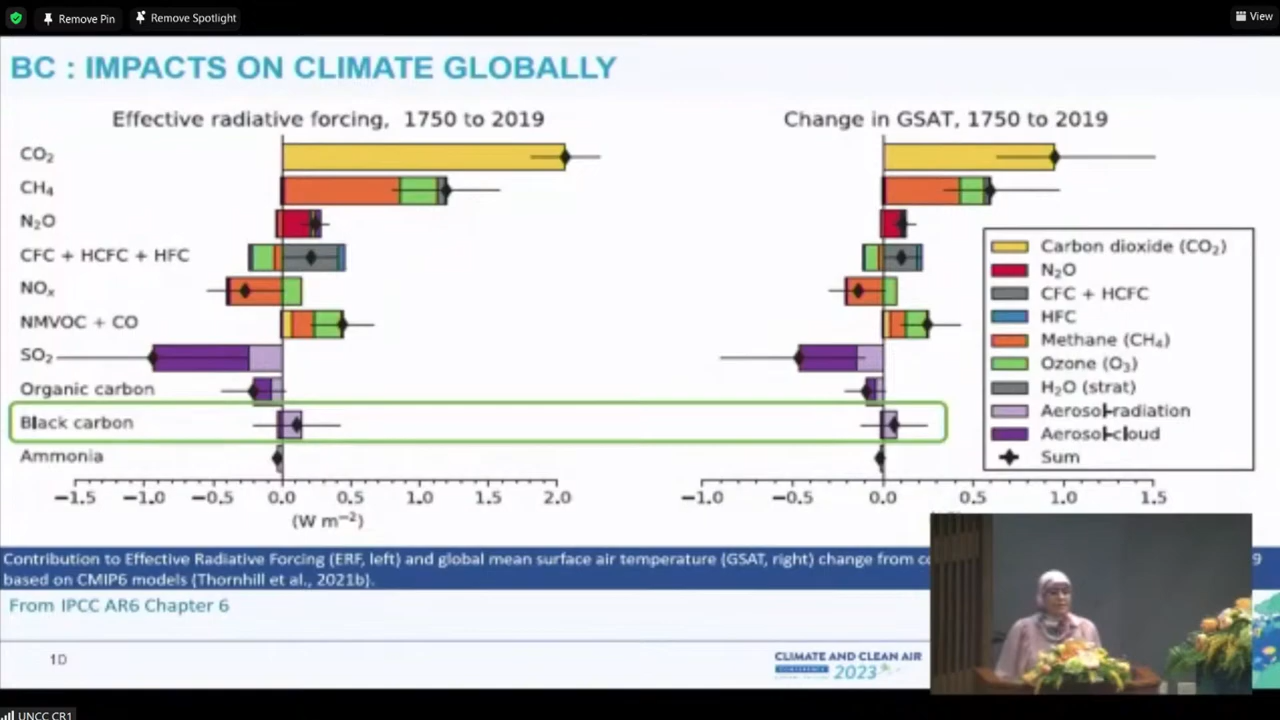 Remove Pin
Remove Spotlight
View
BC : IMPACTS ON CLIMATE GLOBALLY
Effective radiative forcing, 1750 to 2019
Change in GSAT, 1750 to 2019
CO₂
CH₄
N₂O
CFC + HCFC + HFC
NOₓ
NMVOC + CO
SO₂
Organic carbon
Black carbon
Ammonia
−1.5 −1.0 −0.5 0.0 0.5 1.0 1.5 2.0
(W m⁻²)
−1.0 −0.5 0.0 0.5 1.0 1.5
Carbon dioxide (CO₂)
N₂O
CFC + HCFC
HFC
Methane (CH₄)
Ozone (O₃)
H₂O (strat)
Aerosol-radiation
Aerosol-cloud
Sum
Contribution to Effective Radiative Forcing (ERF, left) and global mean surface air temperature (GSAT, right) change from 9
based on CMIP6 models (Thornhill et al., 2021b).
From IPCC AR6 Chapter 6
10
CLIMATE AND CLEAN AIR
CONFERENCE 2023
UNCC CR1